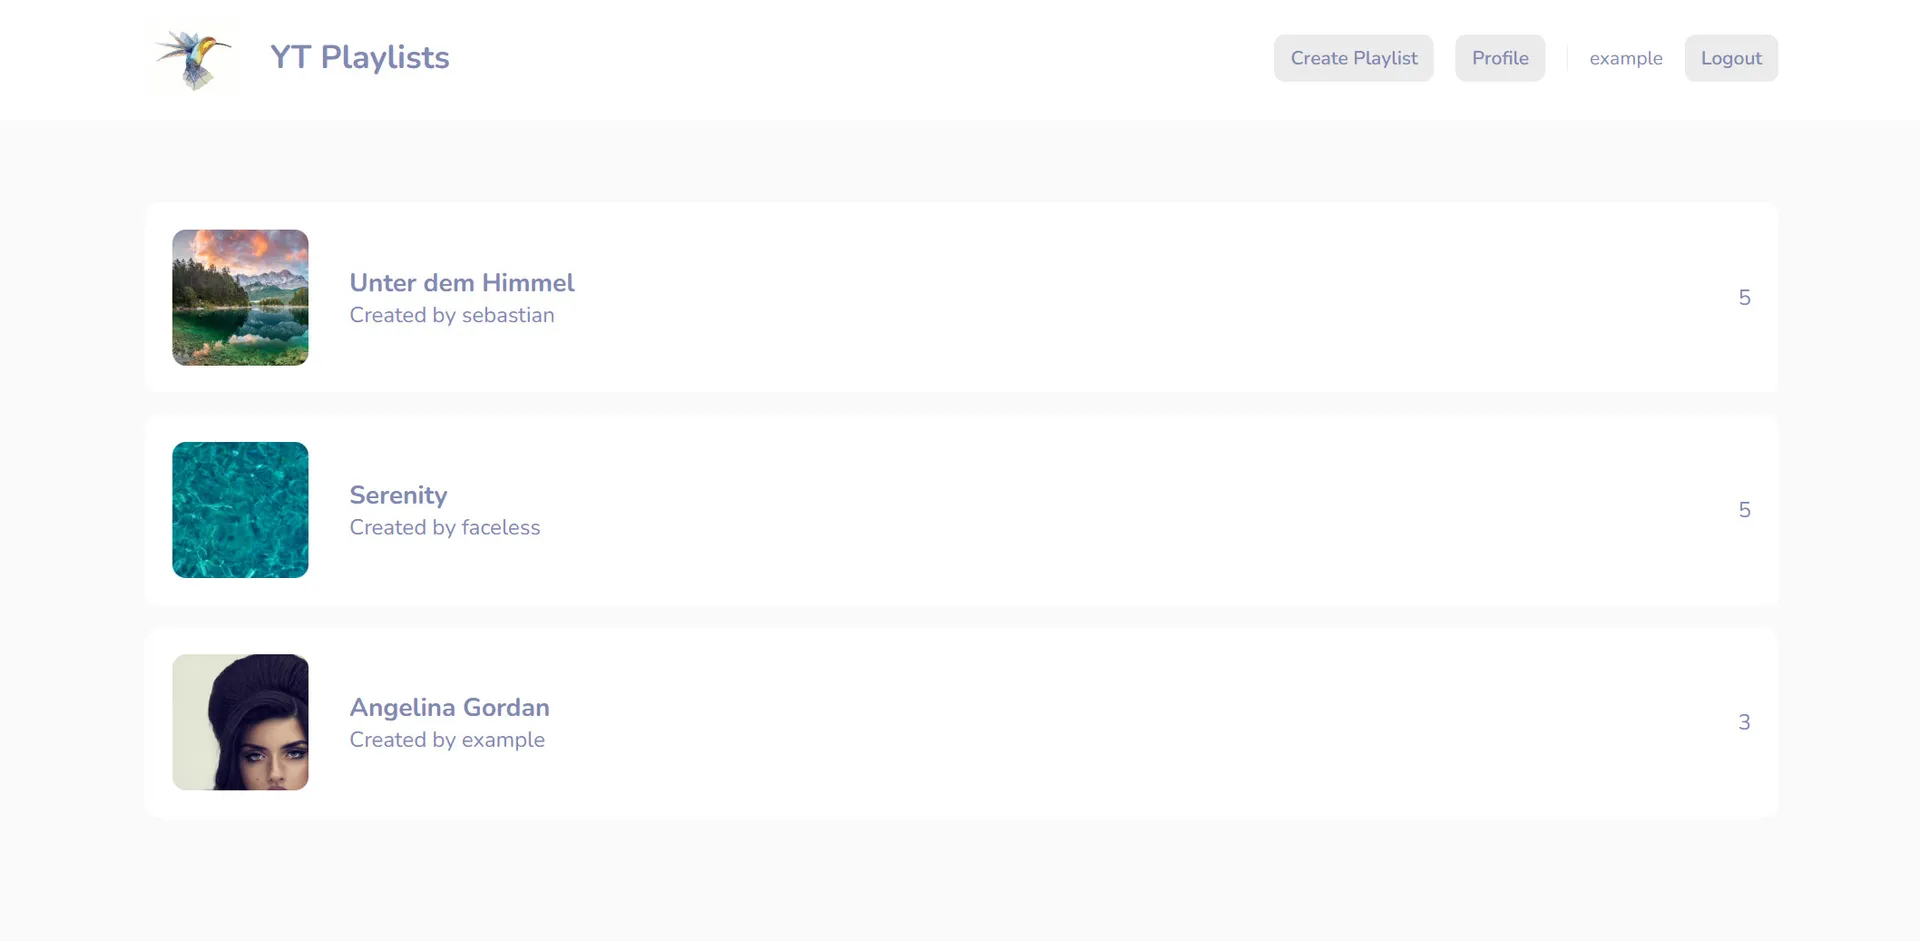 YT Playlists
Create Playlist
Profile
example
Logout
Unter dem Himmel
Created by sebastian
5
Serenity
Created by faceless
5
Angelina Gordan
Created by example
3